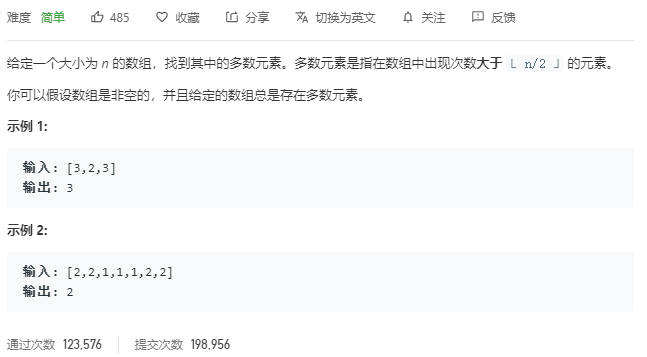 难度 简单 485 收藏 分享 切换为英文 关注 反馈
给定一个大小为 n 的数组，找到其中的多数元素。多数元素是指在数组中出现次数大于 ⌊ n/2 ⌋ 的元素。
你可以假设数组是非空的，并且给定的数组总是存在多数元素。
示例 1:
输入: [3,2,3]
输出: 3
示例 2:
输入: [2,2,1,1,1,2,2]
输出: 2
通过次数 123,576 提交次数 198,956